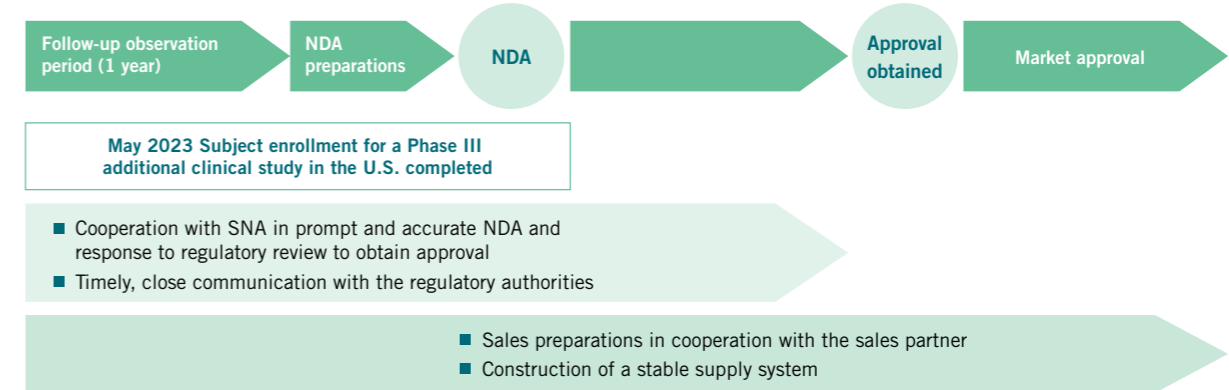 Follow-up observation
period (1 year)
NDA
preparations
NDA
Approval
obtained
Market approval
May 2023 Subject enrollment for a Phase III
additional clinical study in the U.S. completed
■ Cooperation with SNA in prompt and accurate NDA and
response to regulatory review to obtain approval
■ Timely, close communication with the regulatory authorities
■ Sales preparations in cooperation with the sales partner
■ Construction of a stable supply system